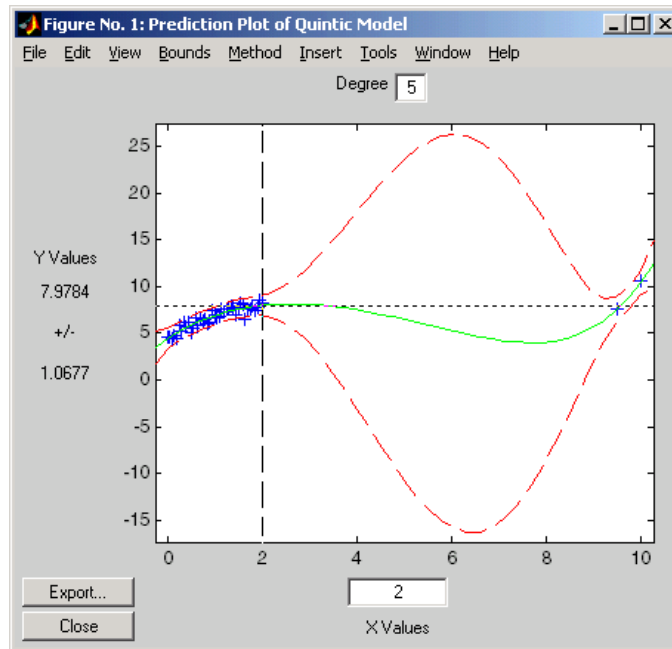 Figure No. 1: Prediction Plot of Quintic Model
File Edit View Bounds Method Insert Tools Window Help
Degree 5
25
20
15
10
5
0
-5
-10
-15
Y Values
7.9784
+/-
1.0677
0 2 4 6 8 10
Export...
2
Close
X Values